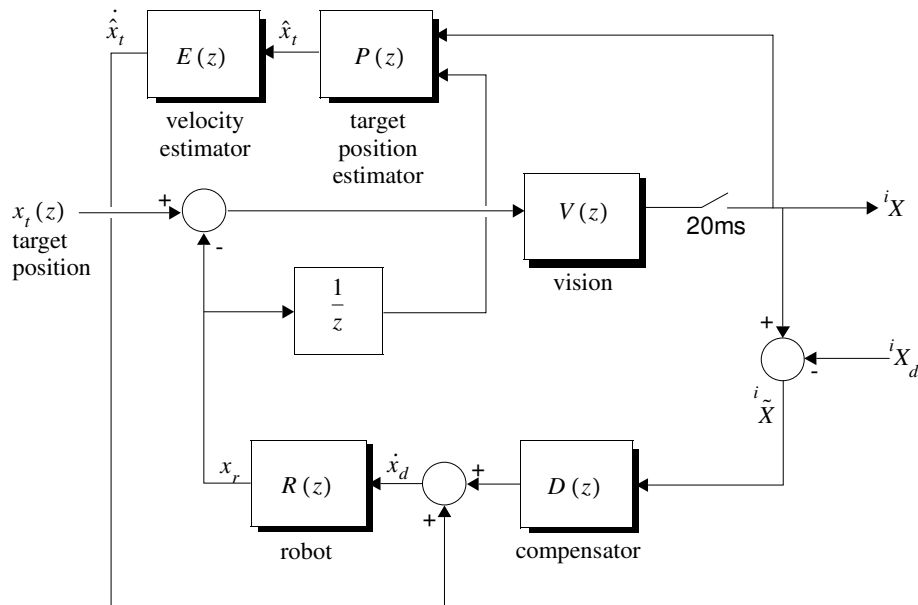 ẋ̂_t
E(z)
x̂_t
P(z)
velocity
estimator
target
position
estimator
x_t(z)
target
position
+
-
V(z)
vision
20ms
^iX
1/z
+
-
^iX_d
^iX̃
x_r
R(z)
robot
ẋ_d
+
+
D(z)
compensator